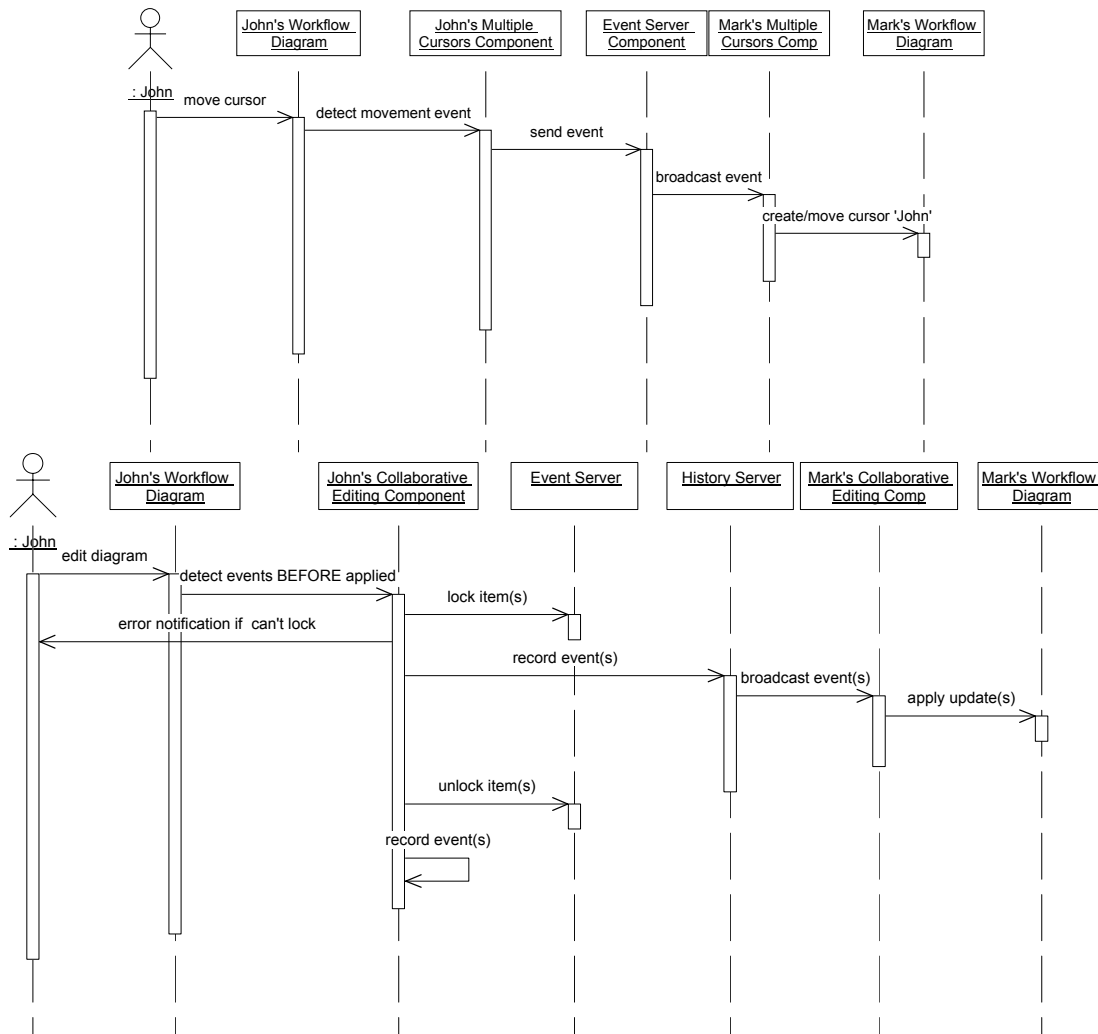 John's Workflow
Diagram
John's Multiple
Cursors Component
Event Server
Component
Mark's Multiple
Cursors Comp
Mark's Workflow
Diagram
: John
move cursor
detect movement event
send event
broadcast event
create/move cursor 'John'
John's Workflow
Diagram
John's Collaborative
Editing Component
Event Server
History Server
Mark's Collaborative
Editing Comp
Mark's Workflow
Diagram
: John
edit diagram
detect events BEFORE applied
lock item(s)
error notification if can't lock
record event(s)
broadcast event(s)
apply update(s)
unlock item(s)
record event(s)